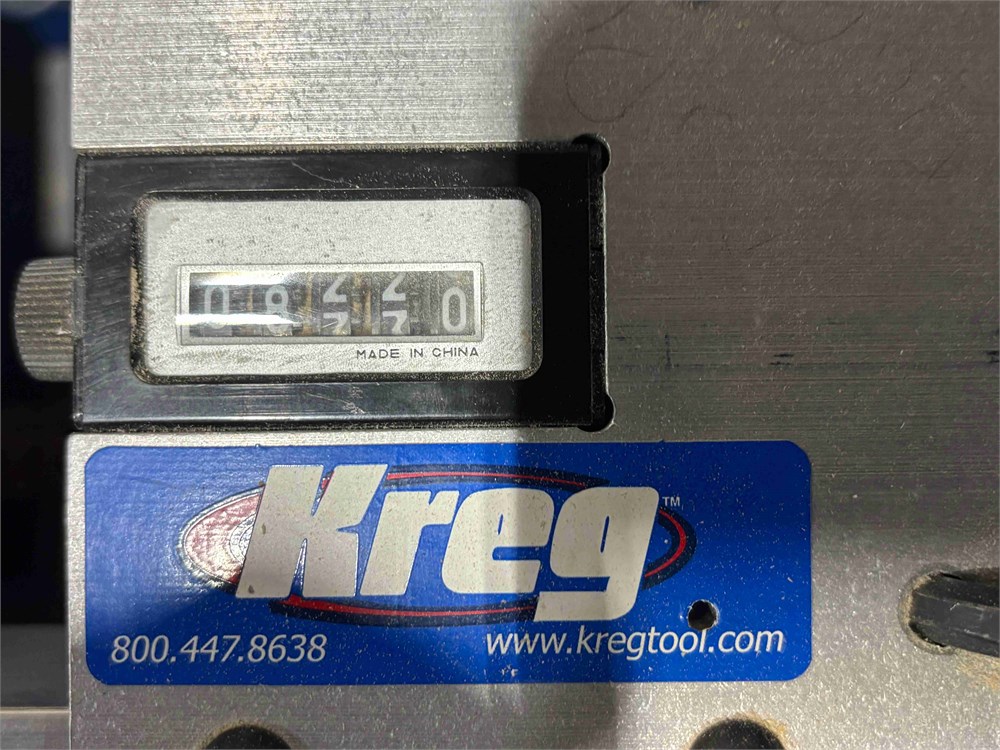 MADE IN CHINA
Kreg™
800.447.8638 www.kregtool.com